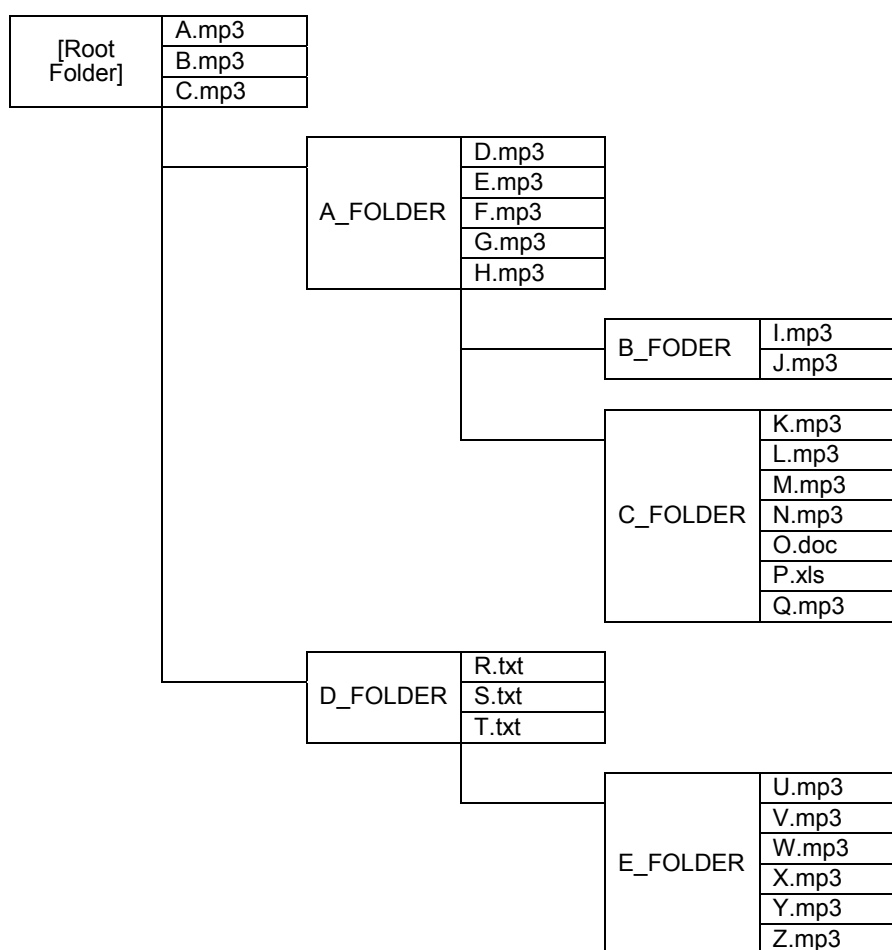 [Root
Folder]
A.mp3
B.mp3
C.mp3
A_FOLDER
D.mp3
E.mp3
F.mp3
G.mp3
H.mp3
B_FODER
I.mp3
J.mp3
C_FOLDER
K.mp3
L.mp3
M.mp3
N.mp3
O.doc
P.xls
Q.mp3
D_FOLDER
R.txt
S.txt
T.txt
E_FOLDER
U.mp3
V.mp3
W.mp3
X.mp3
Y.mp3
Z.mp3